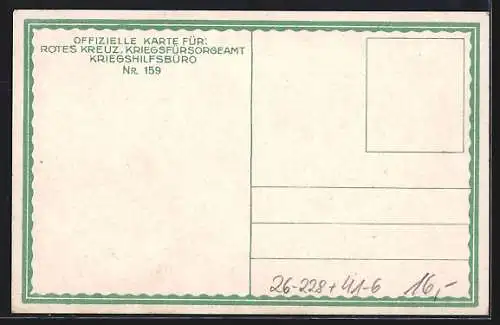 OFFIZIELLE KARTE FÜR:
ROTES KREUZ, KRIEGSFÜRSORGEAMT
KRIEGSHILFSBÜRO
NR. 159
26-228+41-6 16,-